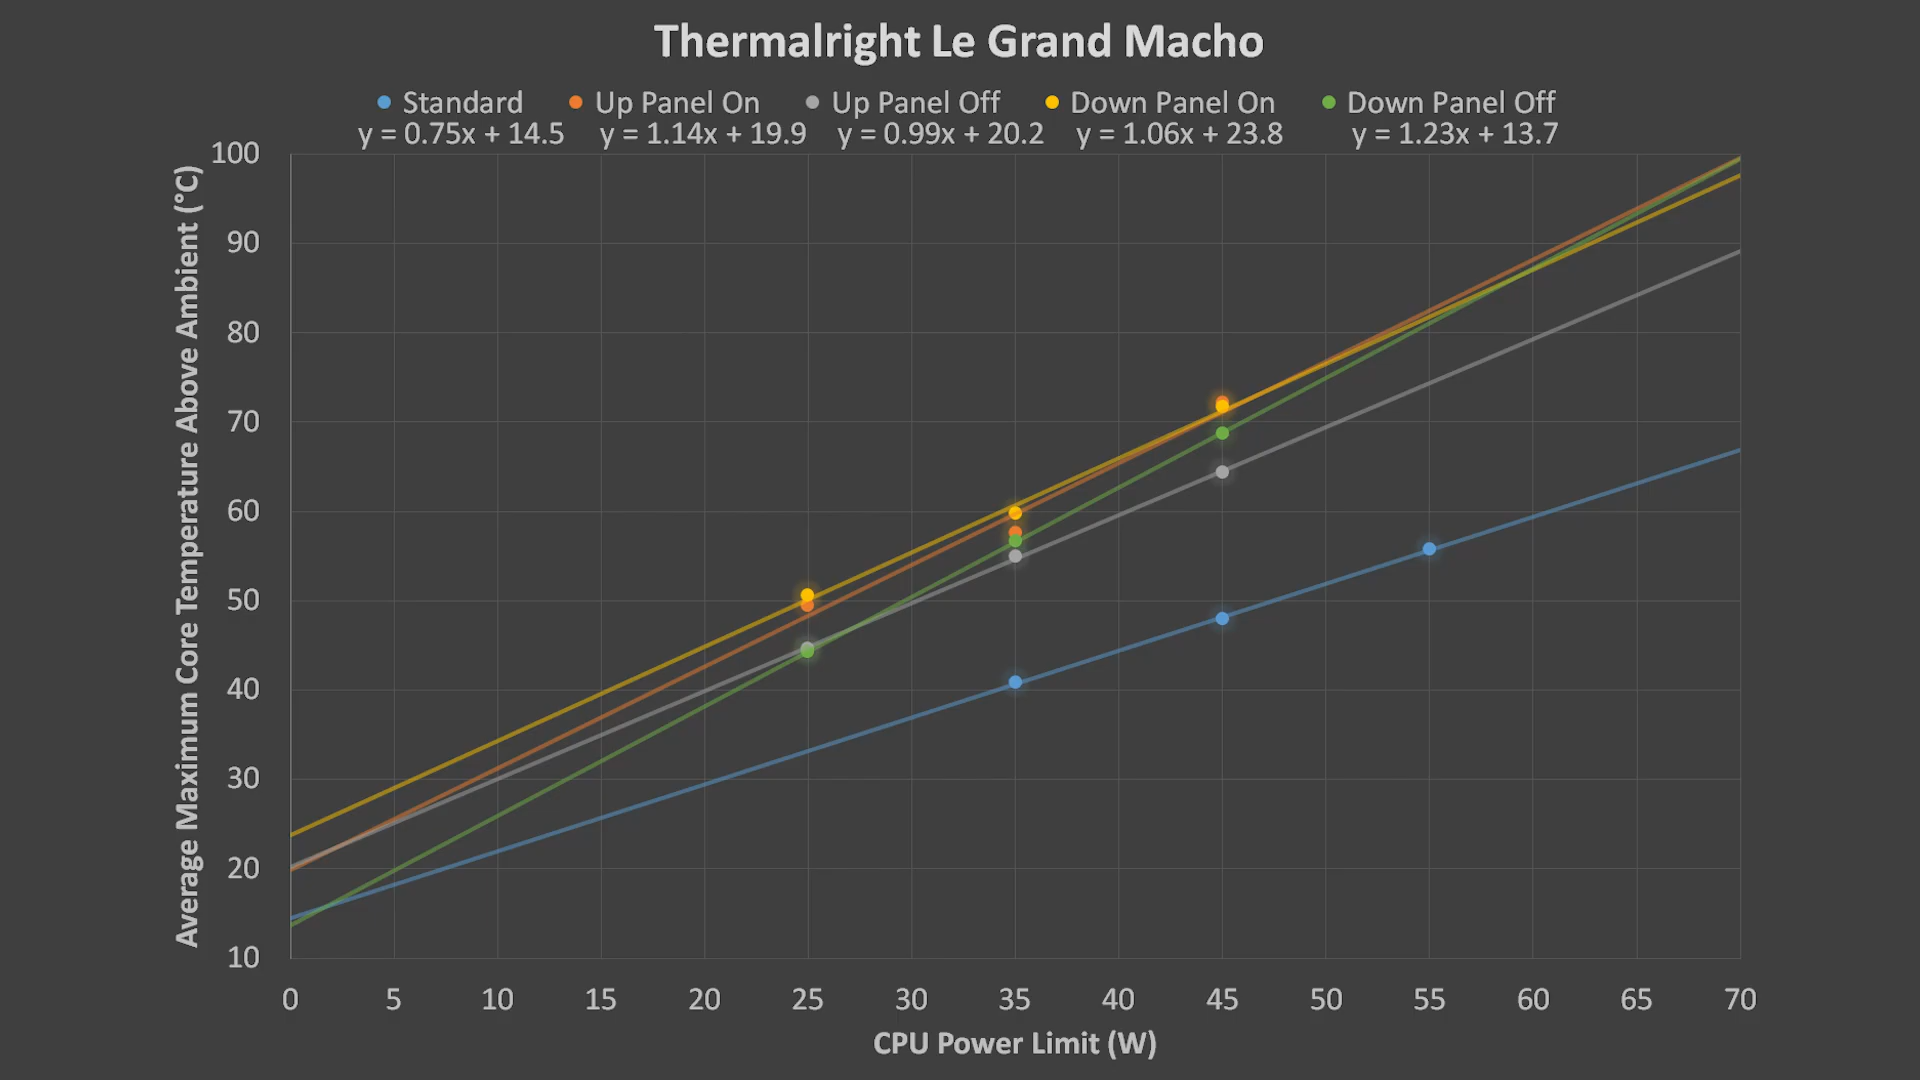 Thermalright Le Grand Macho
Standard Up Panel On Up Panel Off Down Panel On Down Panel Off
y = 0.75x + 14.5 y = 1.14x + 19.9 y = 0.99x + 20.2 y = 1.06x + 23.8 y = 1.23x + 13.7
Average Maximum Core Temperature Above Ambient (°C)
100
90
80
70
60
50
40
30
20
10
0 5 10 15 20 25 30 35 40 45 50 55 60 65 70
CPU Power Limit (W)